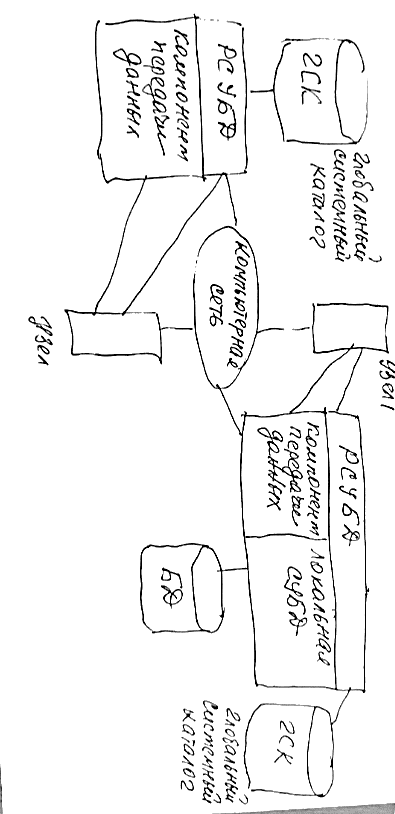 ГСК
глобальный
системный
каталог
РСУБД
компонент
передачи
данных
компьютерная
сеть
узел 1
узел
РСУБД
компонент
передачи
данных
локальная
СУБД
БД
ГСК
глобальный
системный
каталог